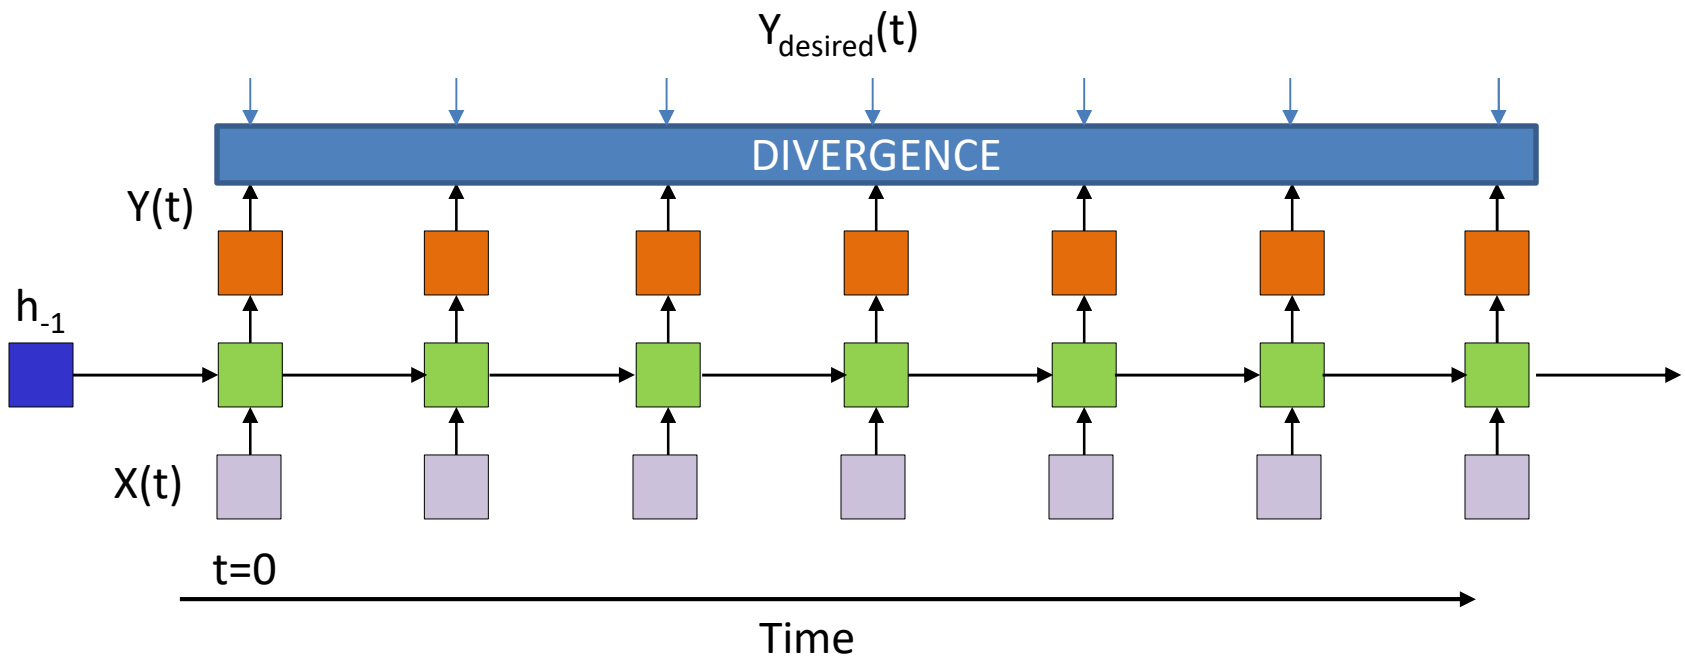 Ydesired(t)
DIVERGENCE
Y(t)
h-1
X(t)
t=0
Time